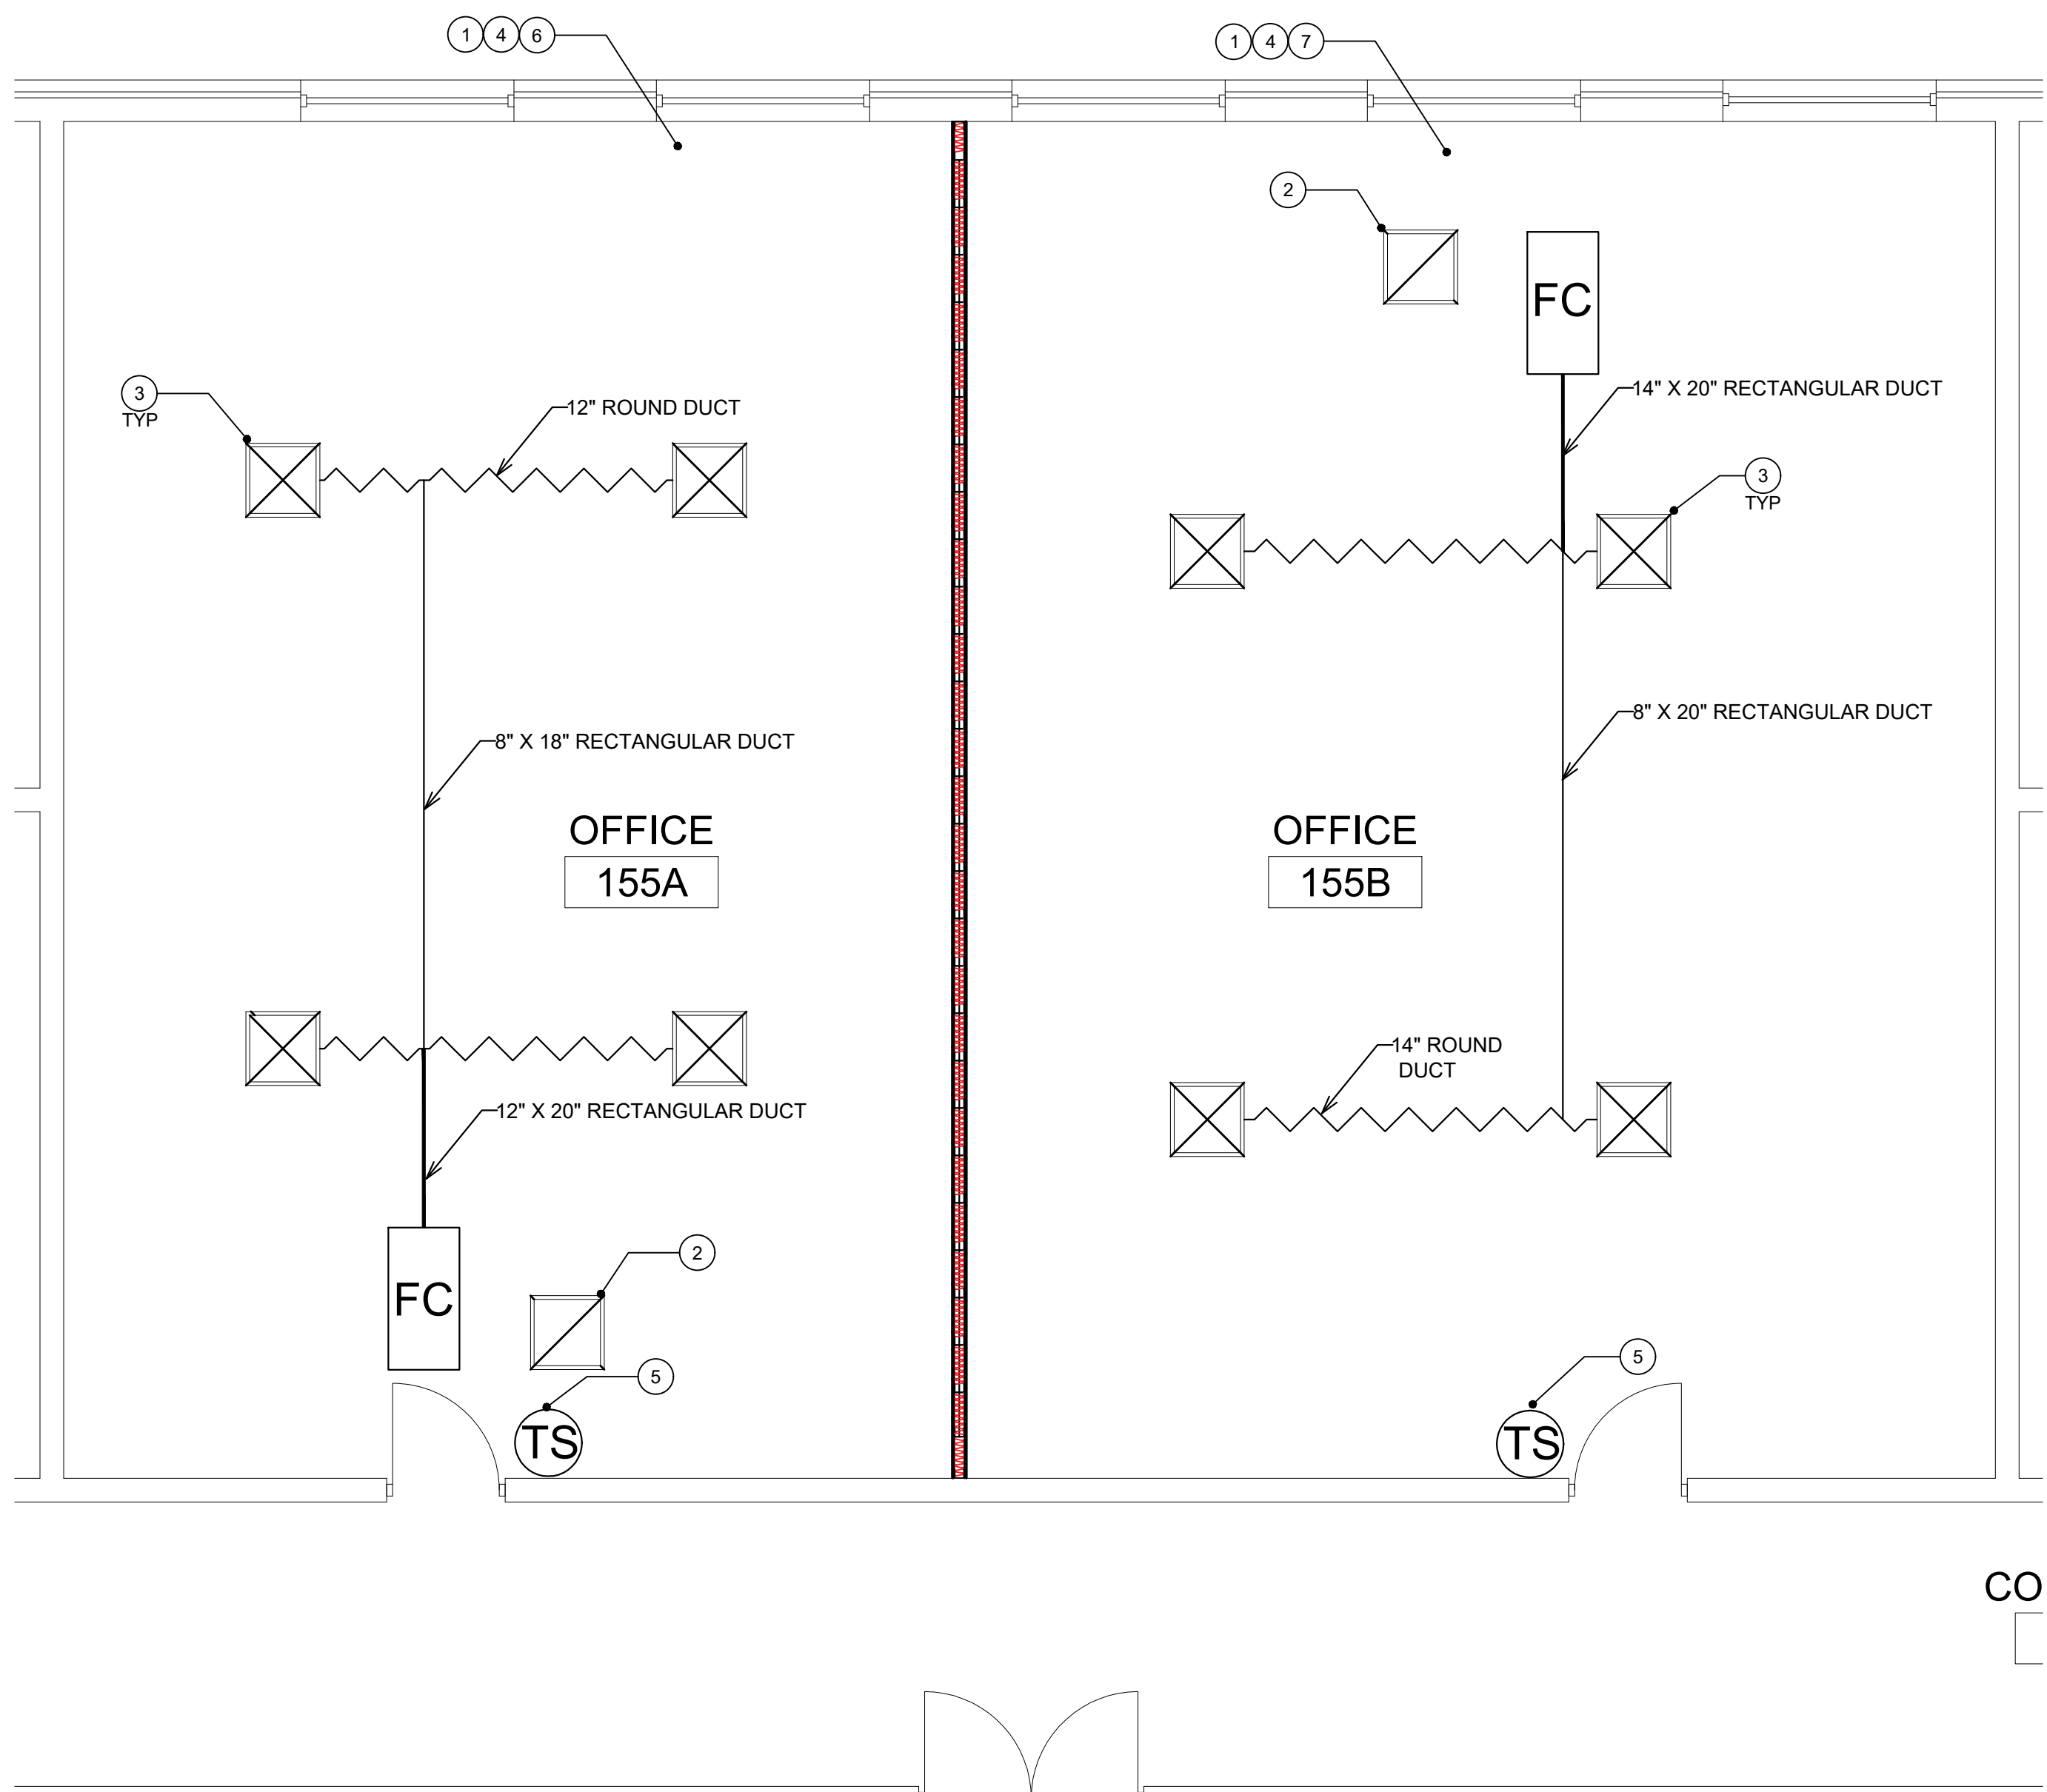 1 4 6
1 4 7
2
FC
14" X 20" RECTANGULAR DUCT
3
TYP
12" ROUND DUCT
3
TYP
8" X 20" RECTANGULAR DUCT
8" X 18" RECTANGULAR DUCT
OFFICE
155A
OFFICE
155B
14" ROUND
DUCT
12" X 20" RECTANGULAR DUCT
2
FC
5
5
TS
TS
CO